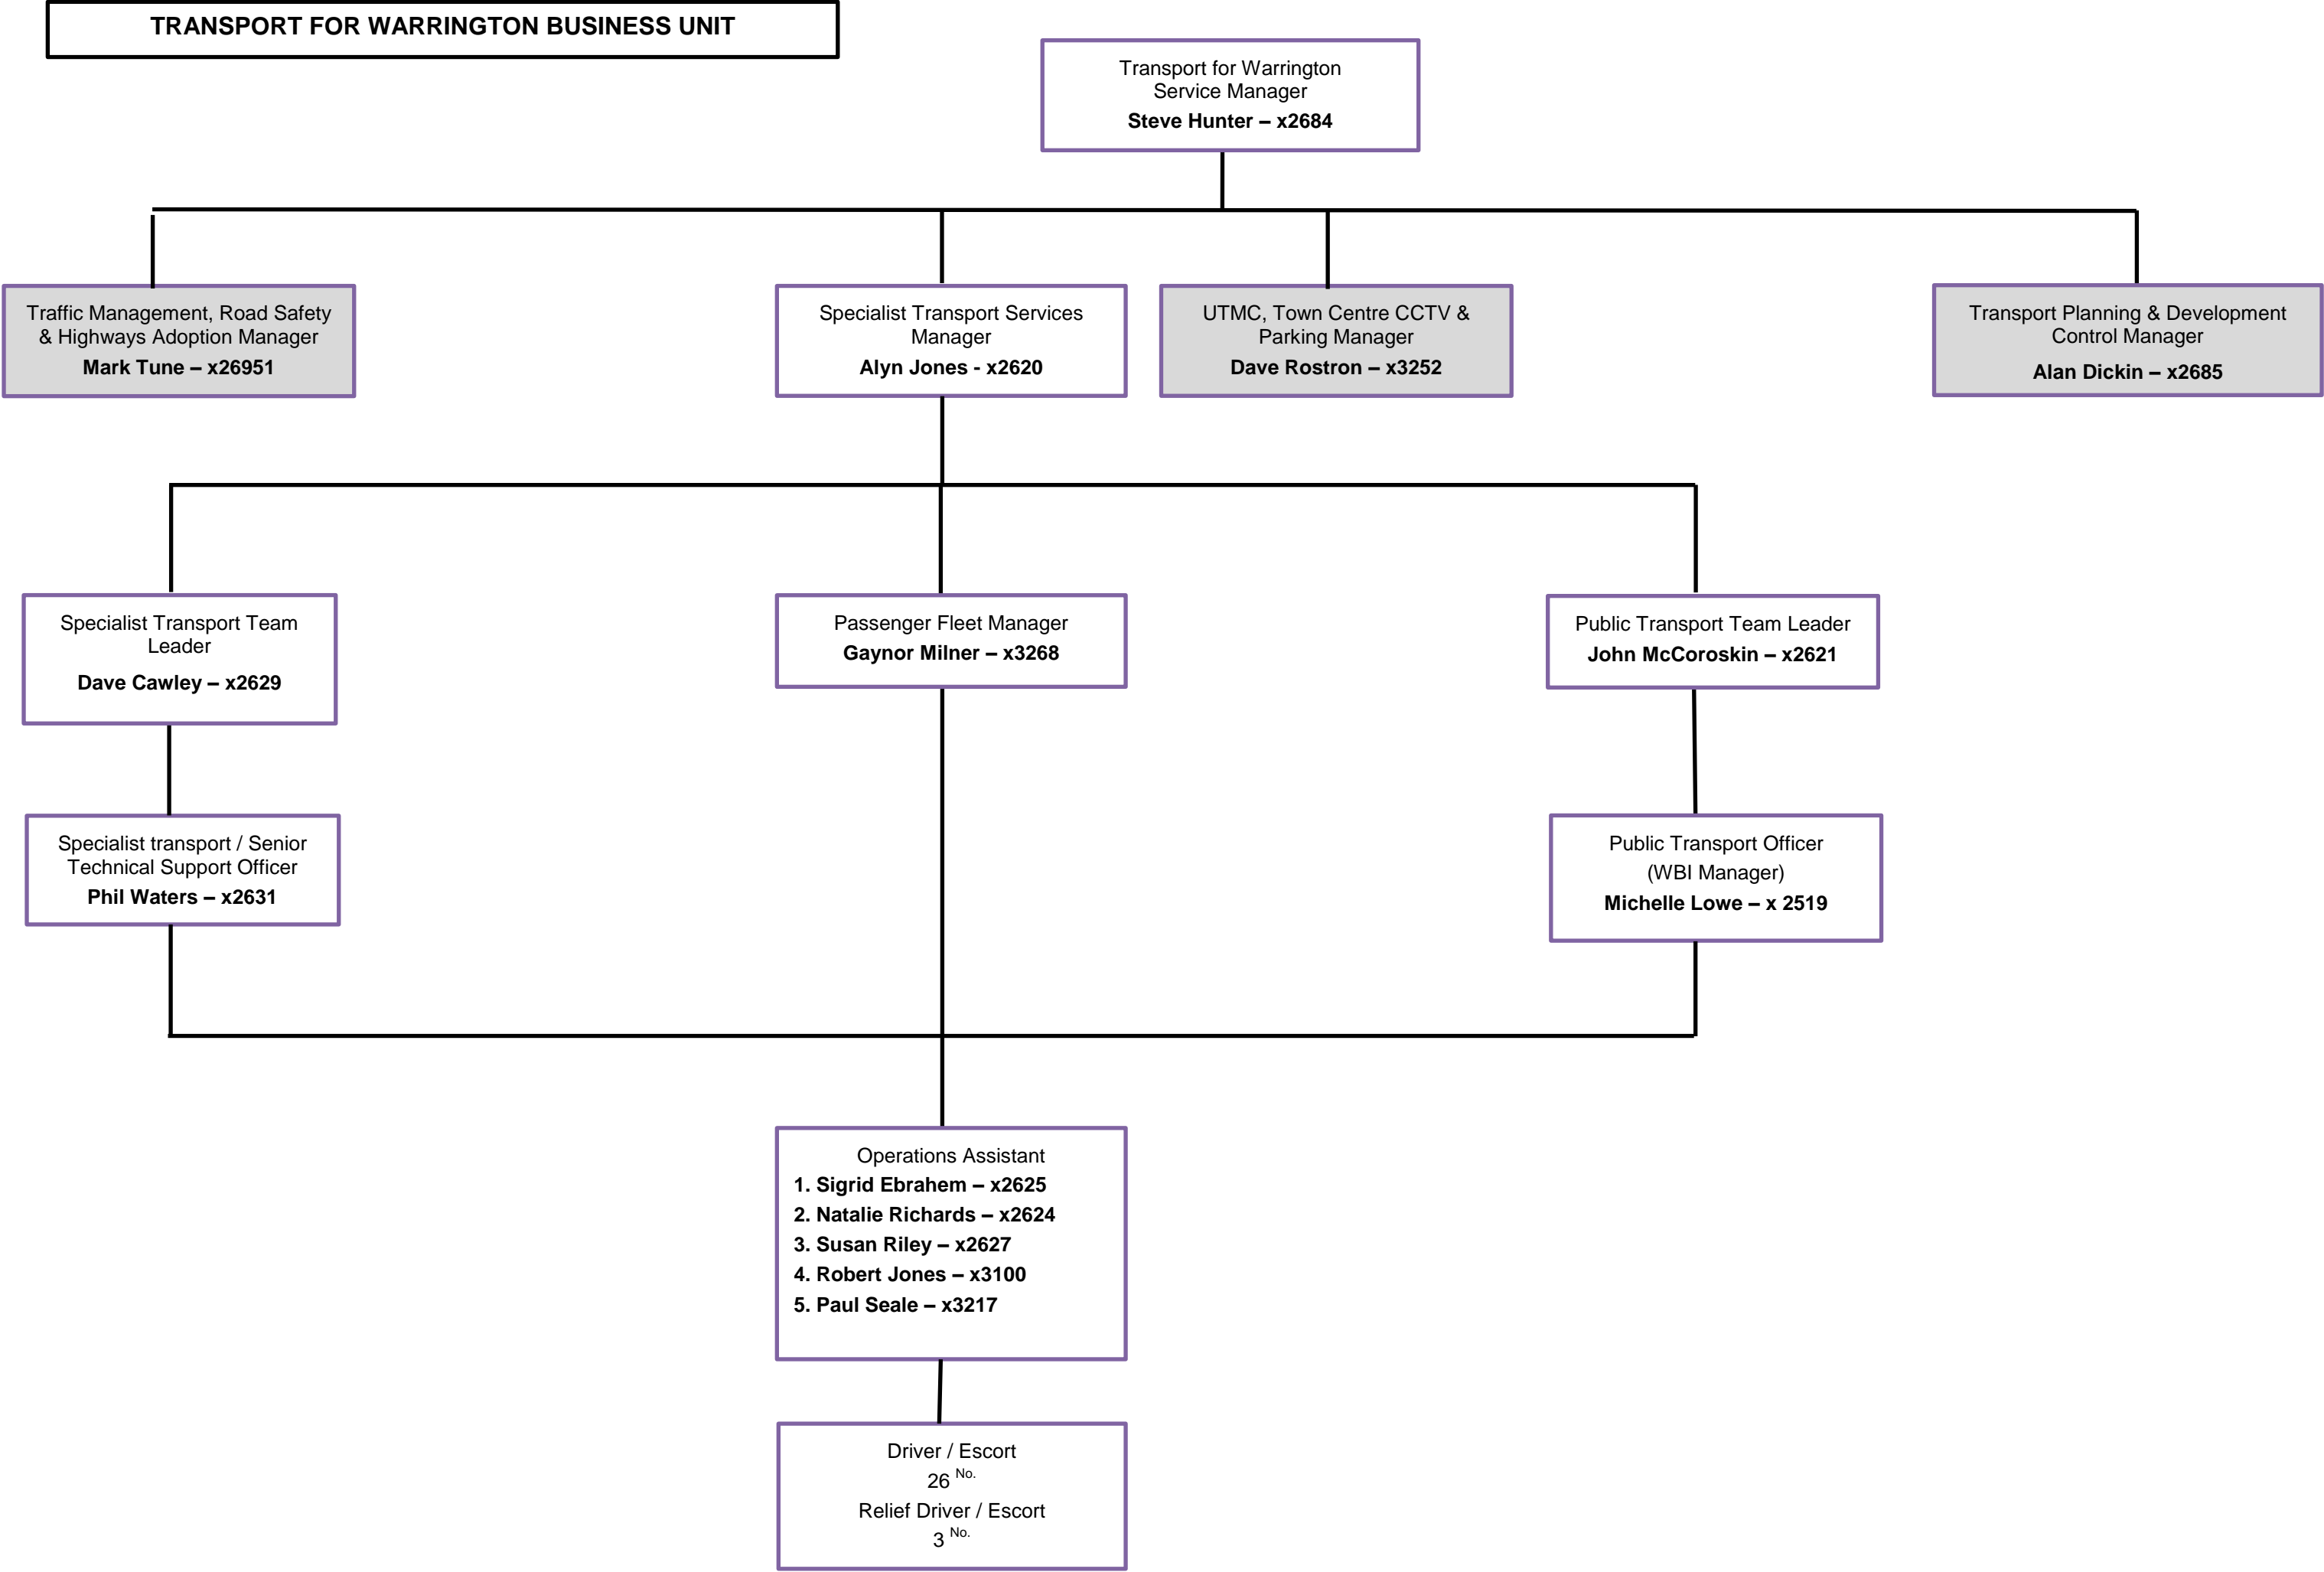 TRANSPORT FOR WARRINGTON BUSINESS UNIT
Transport for Warrington
Service Manager
Steve Hunter – x2684
Traffic Management, Road Safety
& Highways Adoption Manager
Mark Tune – x26951
Specialist Transport Services
Manager
Alyn Jones - x2620
UTMC, Town Centre CCTV &
Parking Manager
Dave Rostron – x3252
Transport Planning & Development
Control Manager
Alan Dickin – x2685
Specialist Transport Team
Leader
Dave Cawley – x2629
Passenger Fleet Manager
Gaynor Milner – x3268
Public Transport Team Leader
John McCoroskin – x2621
Specialist transport / Senior
Technical Support Officer
Phil Waters – x2631
Public Transport Officer
(WBI Manager)
Michelle Lowe – x 2519
Operations Assistant
1. Sigrid Ebrahem – x2625
2. Natalie Richards – x2624
3. Susan Riley – x2627
4. Robert Jones – x3100
5. Paul Seale – x3217
Driver / Escort
26 No.
Relief Driver / Escort
3 No.